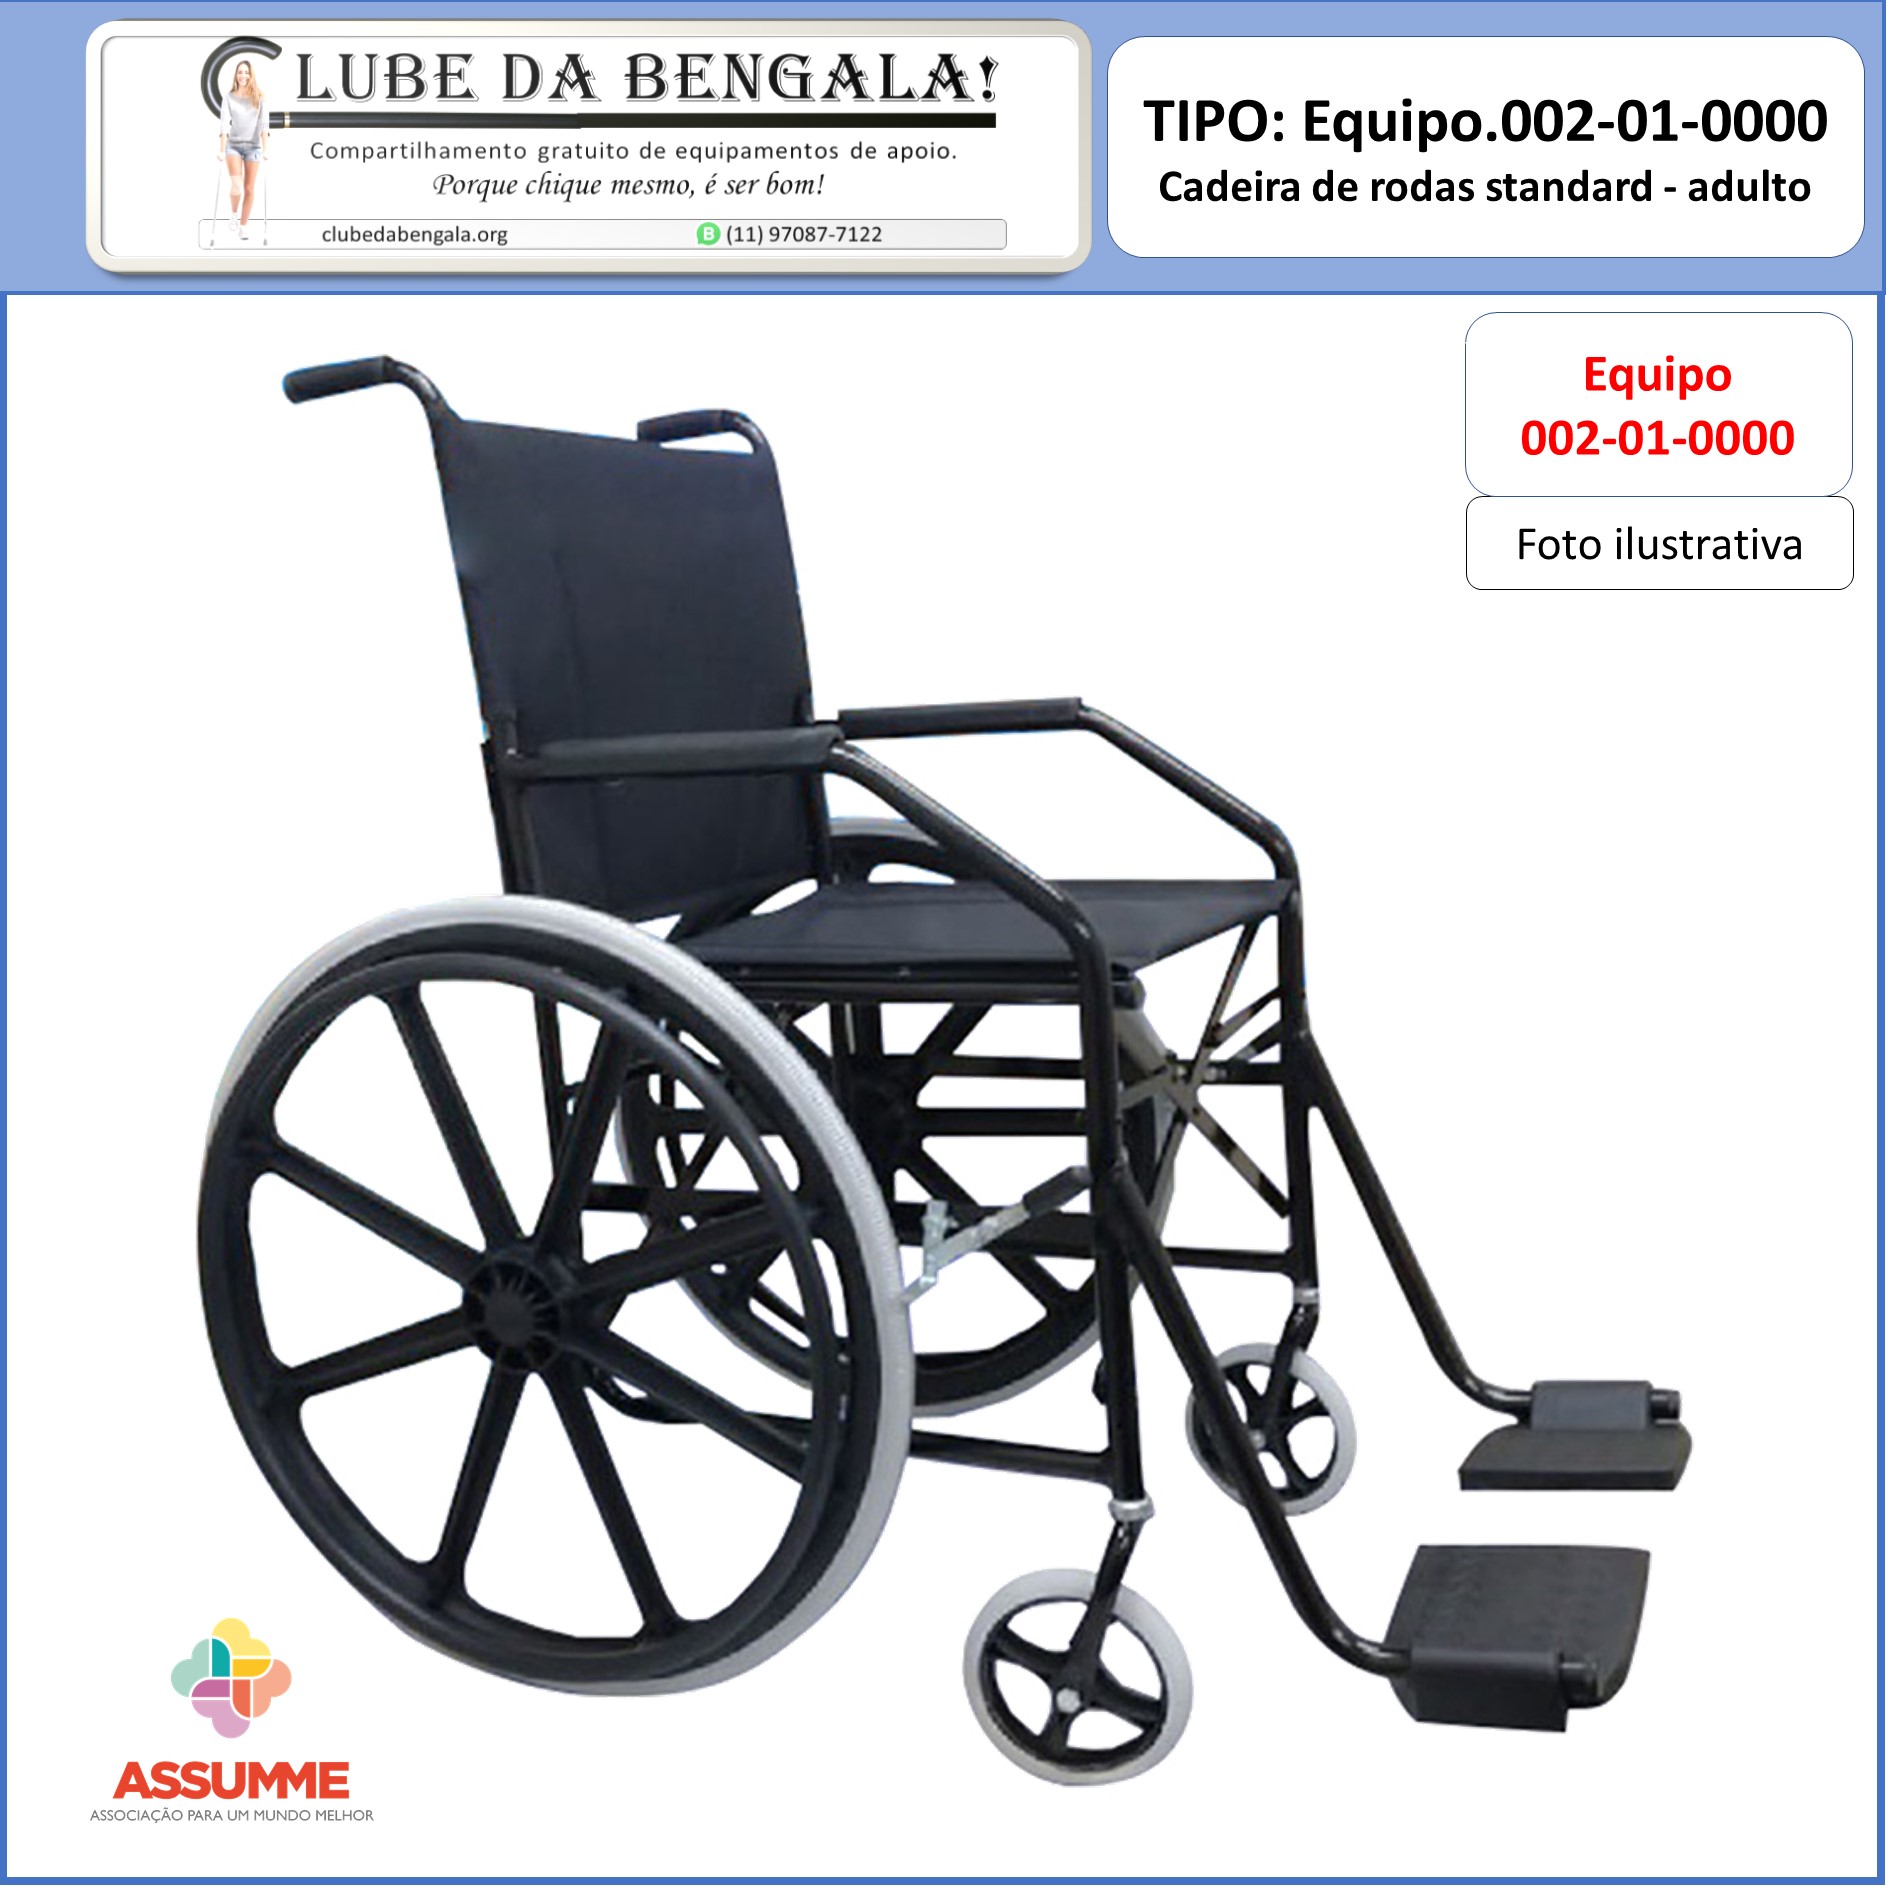 CLUBE DA BENGALA!
Compartilhamento gratuito de equipamentos de apoio.
Porque chique mesmo, é ser bom!
clubedabengala.org
B (11) 97087-7122
TIPO: Equipo.002-01-0000
Cadeira de rodas standard - adulto
Equipo
002-01-0000
Foto ilustrativa
ASSUMME
ASSOCIAÇÃO PARA UM MUNDO MELHOR